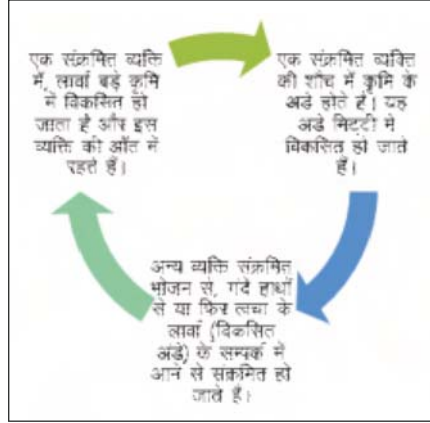 एक संक्रमित व्यक्ति
में, लार्वा बड़े कृमि
में विकसित हो
जाता है और इस
व्यक्ति की आँत में
रहते हैं।
एक संक्रमित व्यक्ति
की शौच में कृमि के
अंडे होते हैं। यह
अंडे मिट्टी में
विकसित हो जाते
हैं।
अन्य व्यक्ति संक्रमित
भोजन से, गंदे हाथों
से या फिर त्वचा के
लार्वा (विकसित
अंडे) के सम्पर्क में
आने से संक्रमित हो
जाते हैं।